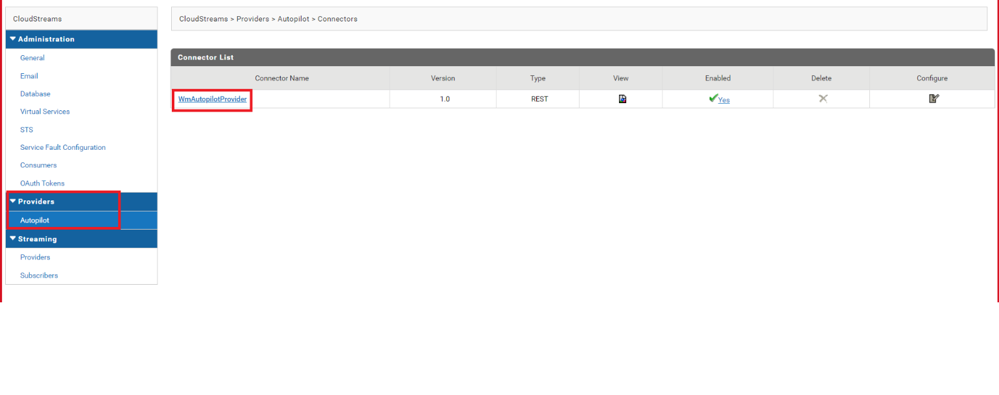 CloudStreams
Administration
General
Email
Database
Virtual Services
STS
Service Fault Configuration
Consumers
OAuth Tokens
Providers
Autopilot
Streaming
Providers
Subscribers
CloudStreams > Providers > Autopilot > Connectors
Connector List
Connector Name Version Type View Enabled Delete Configure
WmAutopilotProvider 1.0 REST Yes